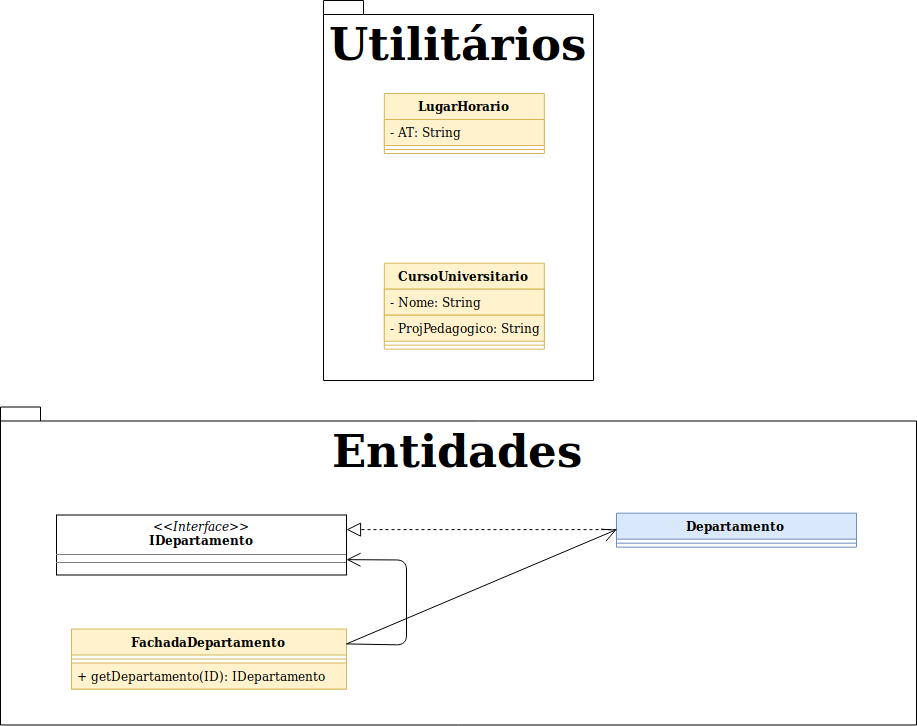 Utilitários
LugarHorario
- AT: String
CursoUniversitario
- Nome: String
- ProjPedagogico: String
Entidades
<<Interface>>
IDepartamento
Departamento
FachadaDepartamento
+ getDepartamento(ID): IDepartamento